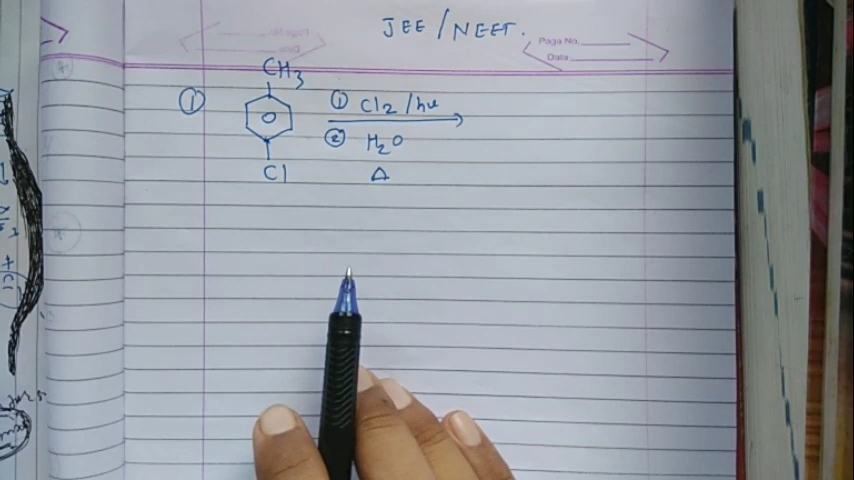 JEE / NEET.
Page No.
Date
CH3
① ① Cl2 /hν
② H2O
Cl Δ